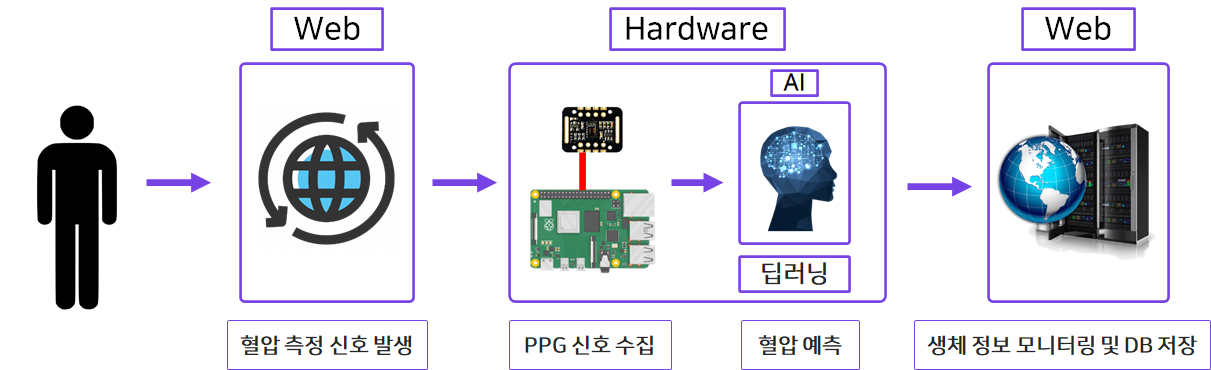 Web
Hardware
Web
AI
딥러닝
혈압 측정 신호 발생
PPG 신호 수집
혈압 예측
생체 정보 모니터링 및 DB 저장